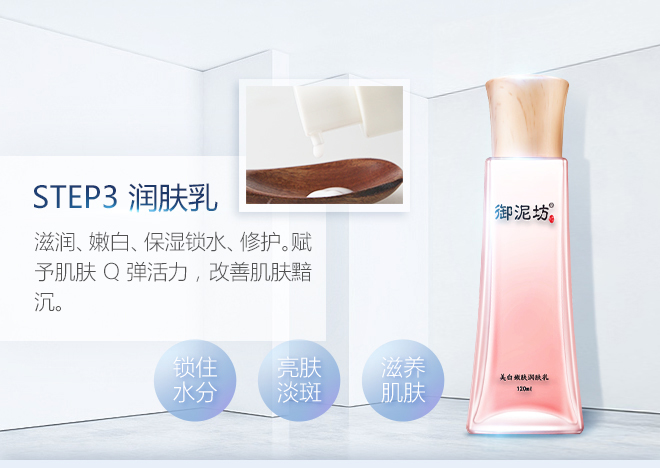 STEP3 润肤乳
滋润、嫩白、保湿锁水、修护。赋
予肌肤 Q 弹活力，改善肌肤黯
沉。
锁住
水分
亮肤
淡斑
滋养
肌肤
御泥坊®
美白嫩肤润肤乳
120ml